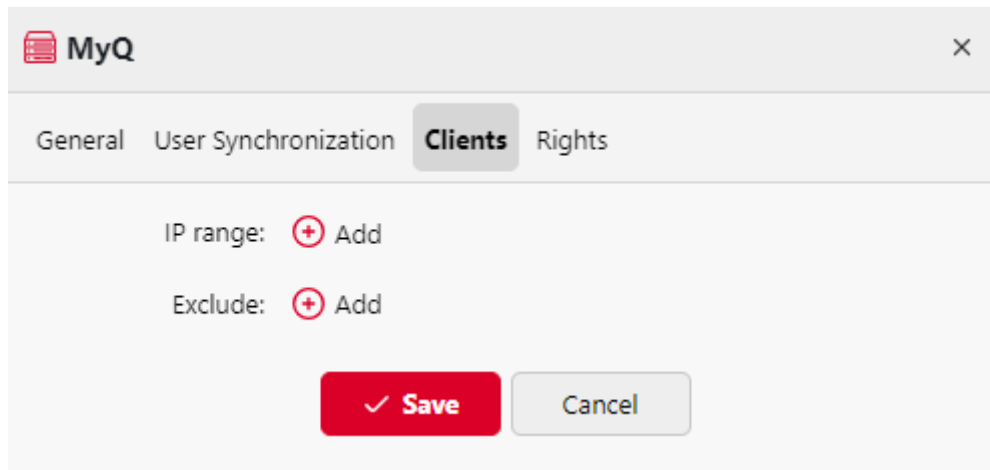 MyQ
General User Synchronization Clients Rights
IP range: Add
Exclude: Add
Save Cancel